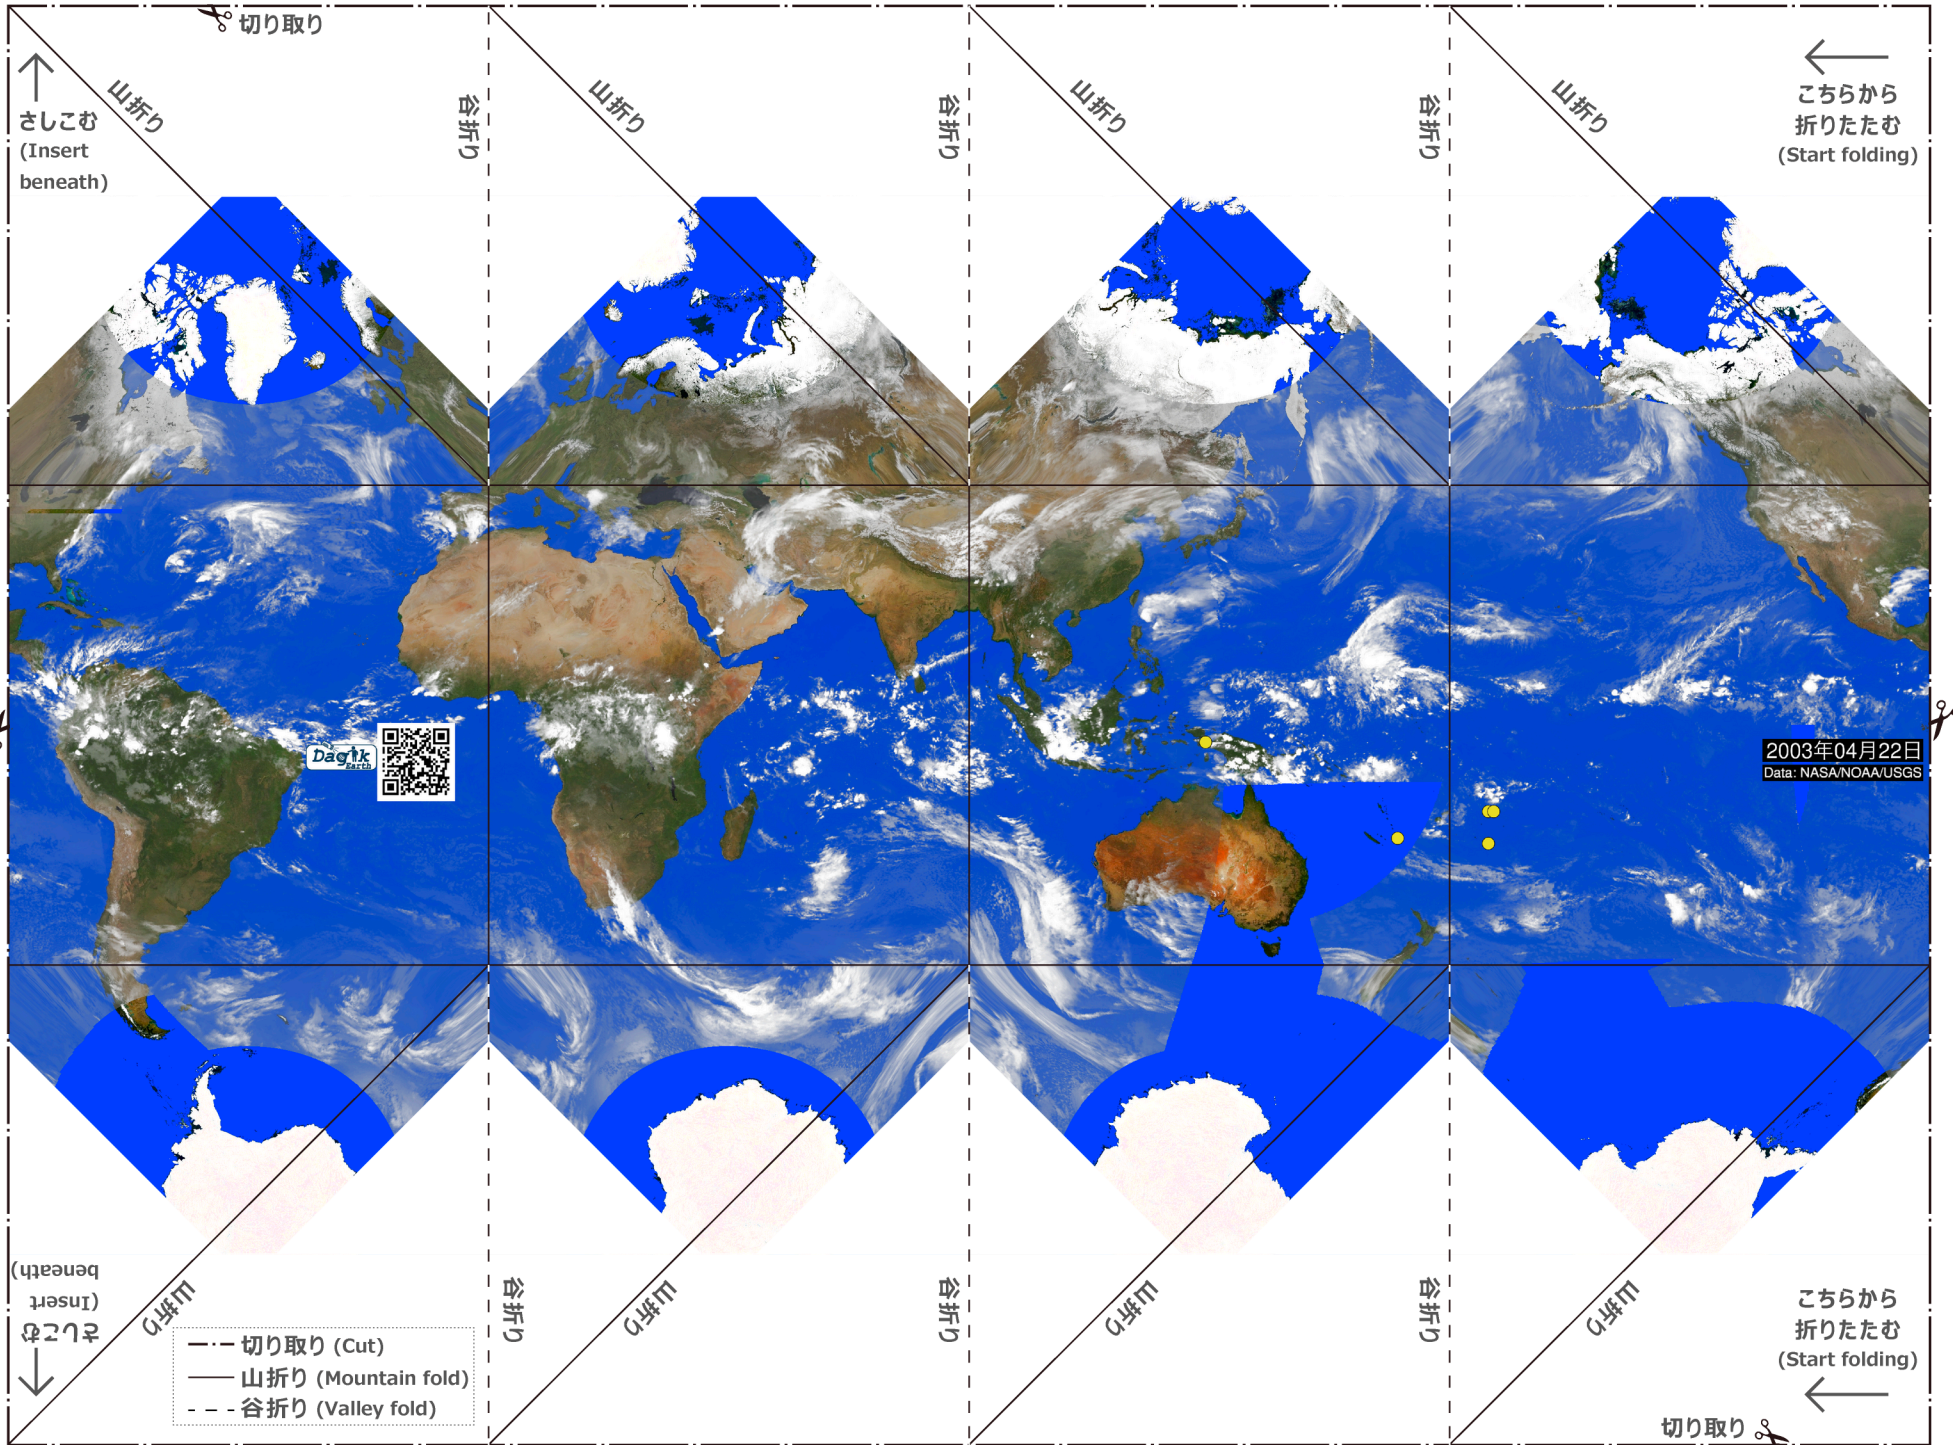 切り取り
さしこむ
(Insert
beneath)
山折り
谷折り
山折り
谷折り
山折り
谷折り
山折り
こちらから
折りたたむ
(Start folding)
Dagik
Earth
2003年04月22日
Data: NASA/NOAA/USGS
さしこむ
(Insert
beneath)
山折り
谷折り
山折り
谷折り
山折り
谷折り
山折り
こちらから
折りたたむ
(Start folding)
切り取り (Cut)
山折り (Mountain fold)
谷折り (Valley fold)
切り取り